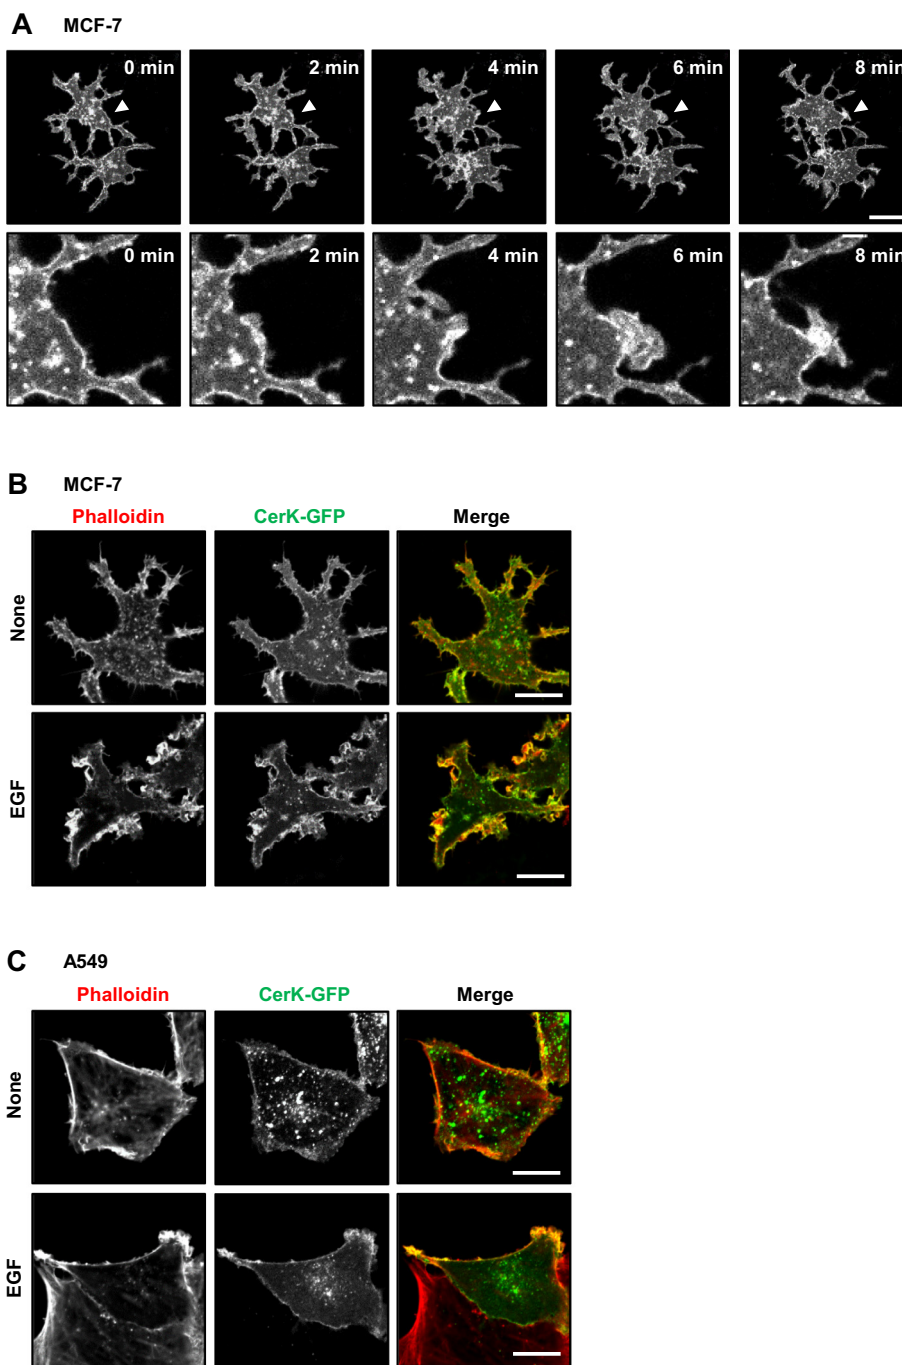 A MCF-7
0 min 2 min 4 min 6 min 8 min
0 min 2 min 4 min 6 min 8 min
B MCF-7
Phalloidin CerK-GFP Merge
None
EGF
C A549
Phalloidin CerK-GFP Merge
None
EGF